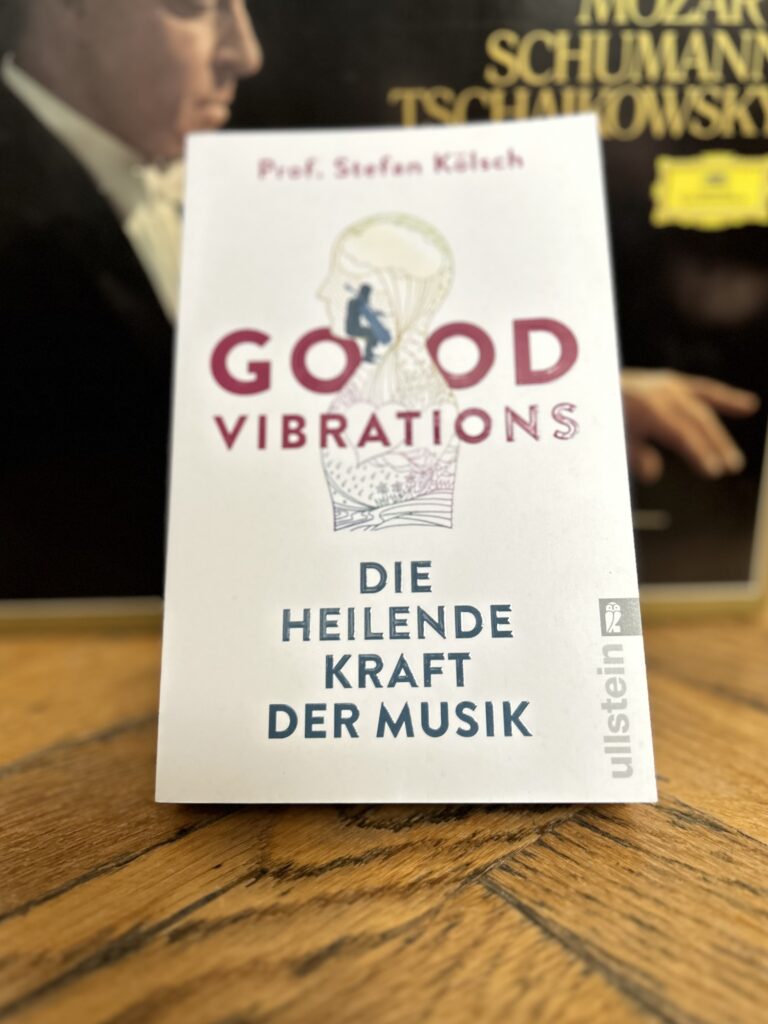 MOZART
SCHUMANN
TSCHAIKOWSKY
Prof. Stefan Kölsch
GOOD
VIBRATIONS
DIE
HEILENDE
KRAFT
DER MUSIK
ullstein